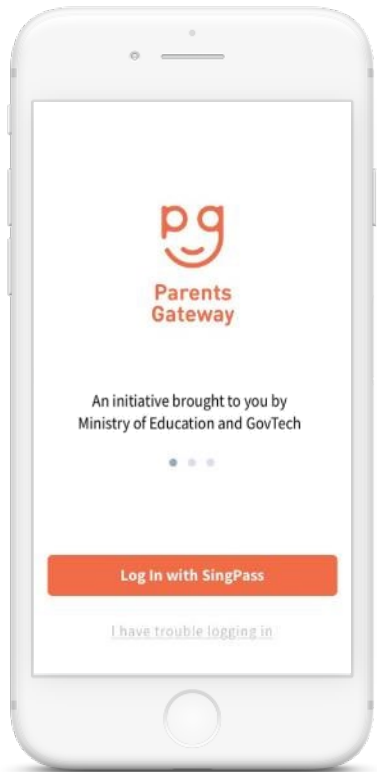 pg
Parents
Gateway
An initiative brought to you by
Ministry of Education and GovTech
Log In with SingPass
I have trouble logging in